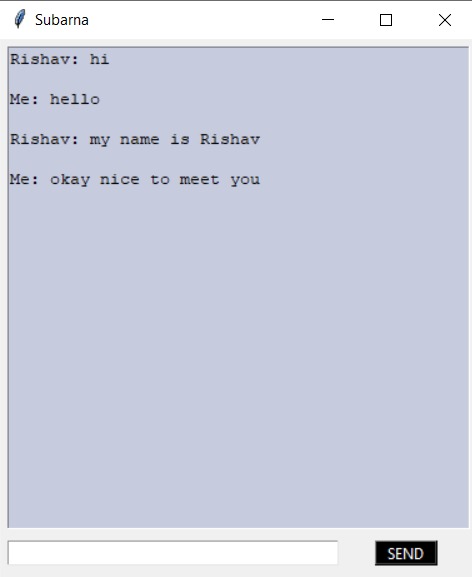 Subarna
Rishav: hi
Me: hello
Rishav: my name is Rishav
Me: okay nice to meet you
SEND